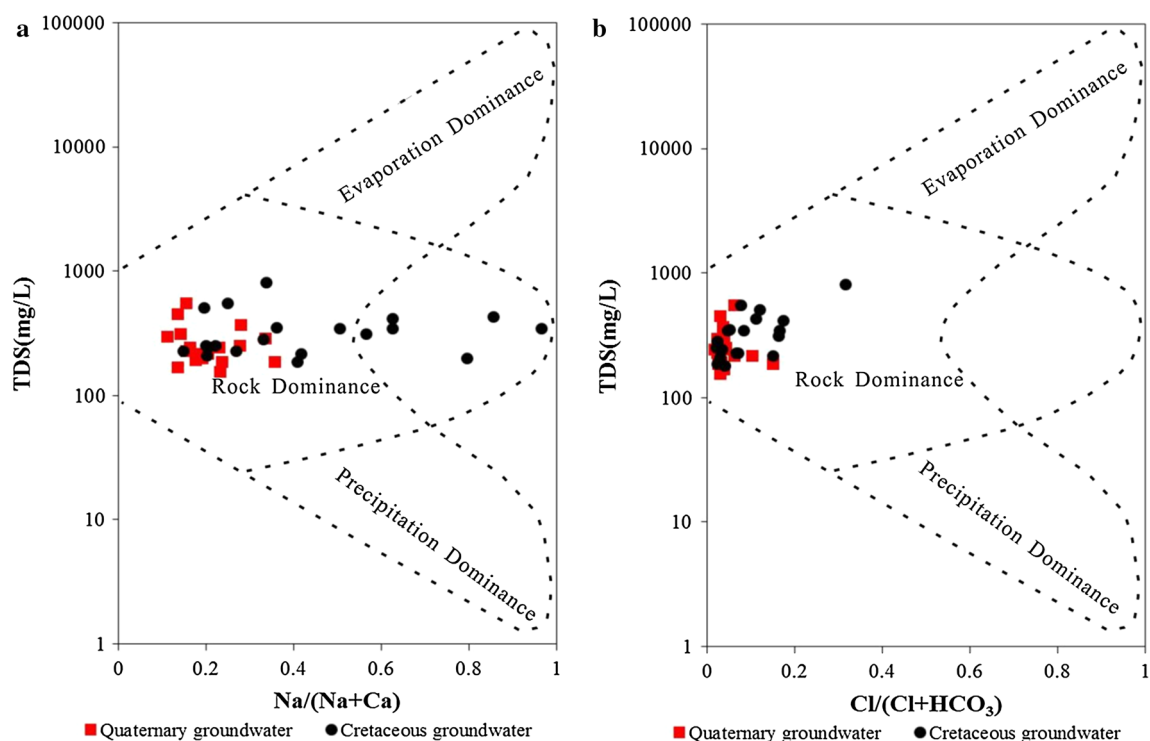 a
100000
10000
1000
100
10
1
TDS(mg/L)
Evaporation Dominance
Rock Dominance
Precipitation Dominance
0 0.2 0.4 0.6 0.8 1
Na/(Na+Ca)
Quaternary groundwater Cretaceous groundwater
b
100000
10000
1000
100
10
1
TDS(mg/L)
Evaporation Dominance
Rock Dominance
Precipitation Dominance
0 0.2 0.4 0.6 0.8 1
Cl/(Cl+HCO₃)
Quaternary groundwater Cretaceous groundwater